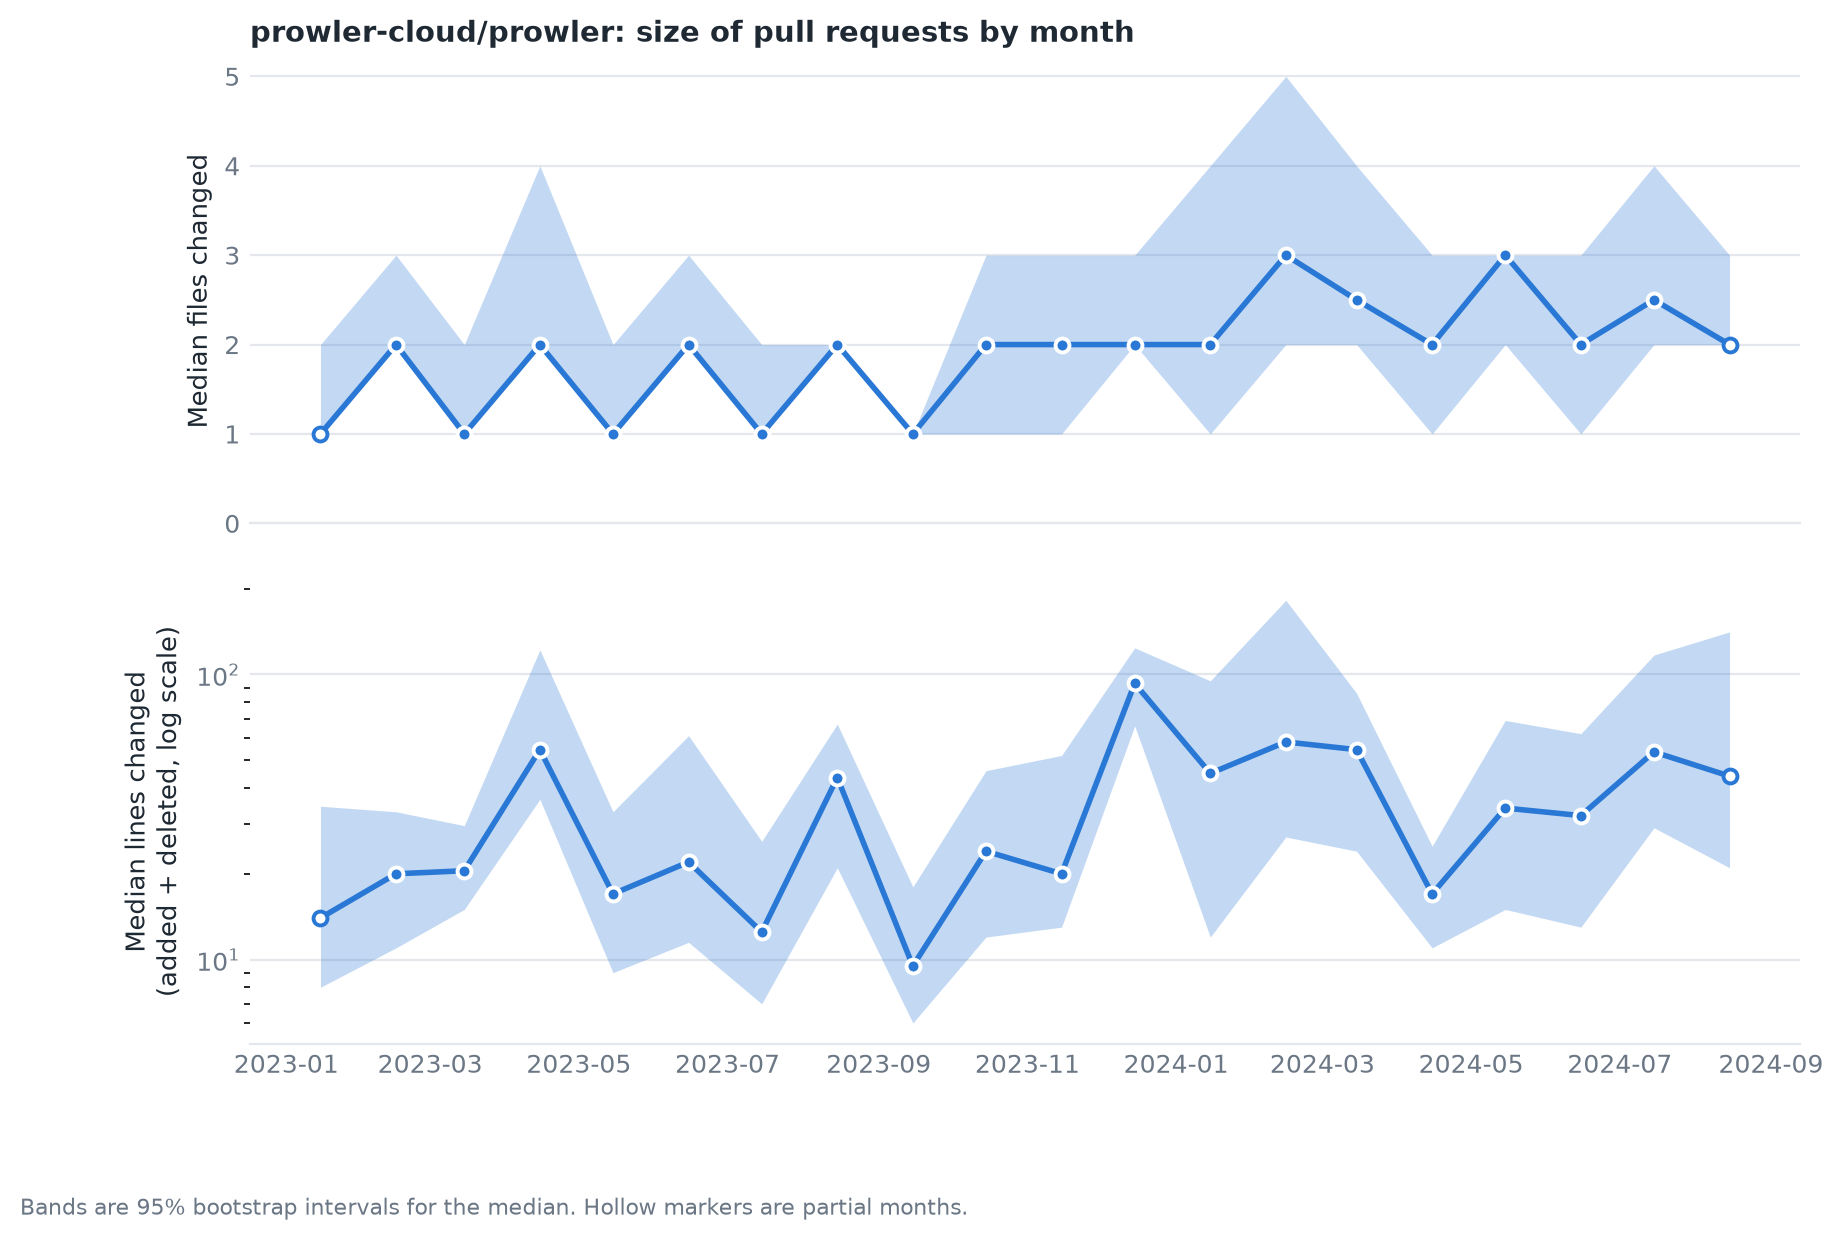 prowler-cloud/prowler: size of pull requests by month
5
4
3
2
1
0
Median files changed
10²
10¹
Median lines changed
(added + deleted, log scale)
2023-01 2023-03 2023-05 2023-07 2023-09 2023-11 2024-01 2024-03 2024-05 2024-07 2024-09
Bands are 95% bootstrap intervals for the median. Hollow markers are partial months.